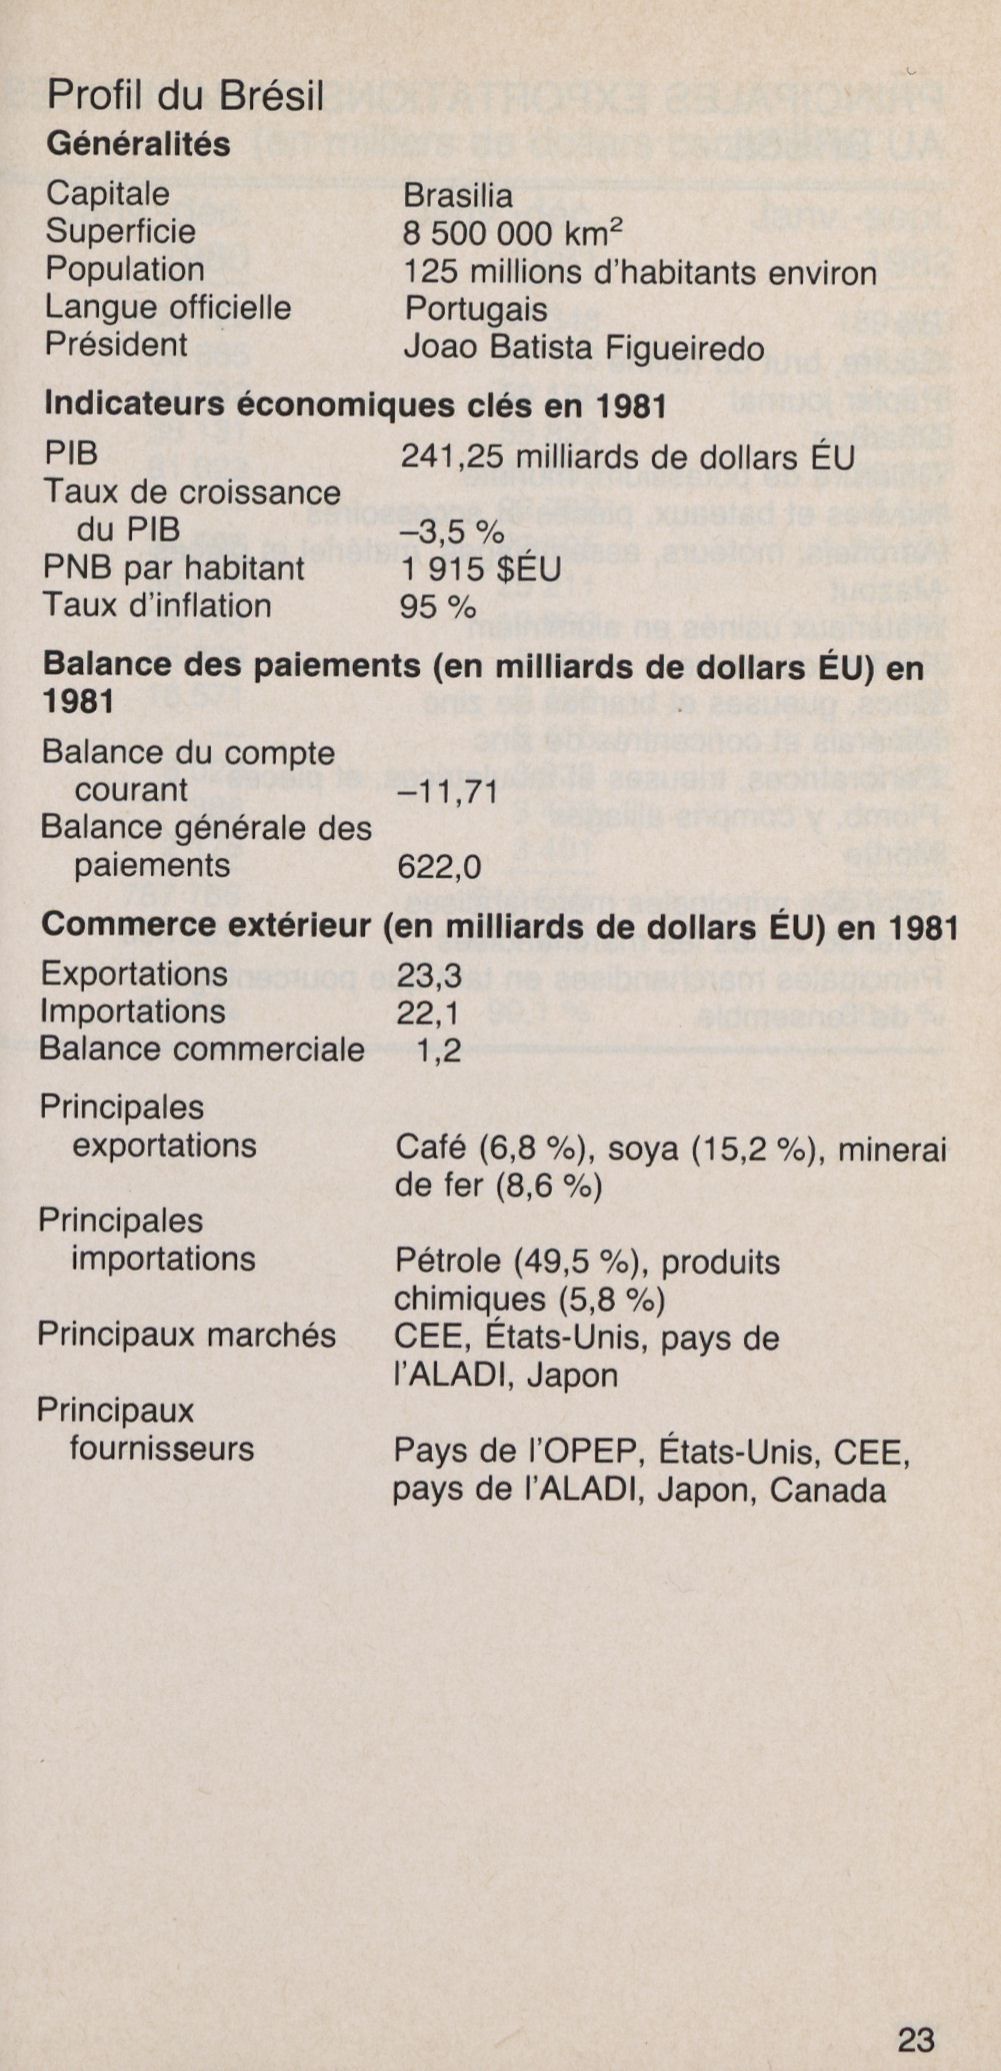 Profil du Brésil
Généralités
Capitale Brasilia
Superficie 8 500 000 km²
Population 125 millions d'habitants environ
Langue officielle Portugais
Président Joao Batista Figueiredo
Indicateurs économiques clés en 1981
PIB 241,25 milliards de dollars ÉU
Taux de croissance
du PIB –3,5 %
PNB par habitant 1 915 $ÉU
Taux d'inflation 95 %
Balance des paiements (en milliards de dollars ÉU) en
1981
Balance du compte
courant –11,71
Balance générale des
paiements 622,0
Commerce extérieur (en milliards de dollars ÉU) en 1981
Exportations 23,3
Importations 22,1
Balance commerciale 1,2
Principales
exportations Café (6,8 %), soya (15,2 %), minerai
de fer (8,6 %)
Principales
importations Pétrole (49,5 %), produits
chimiques (5,8 %)
Principaux marchés CEE, États-Unis, pays de
l'ALADI, Japon
Principaux
fournisseurs Pays de l'OPEP, États-Unis, CEE,
pays de l'ALADI, Japon, Canada
23